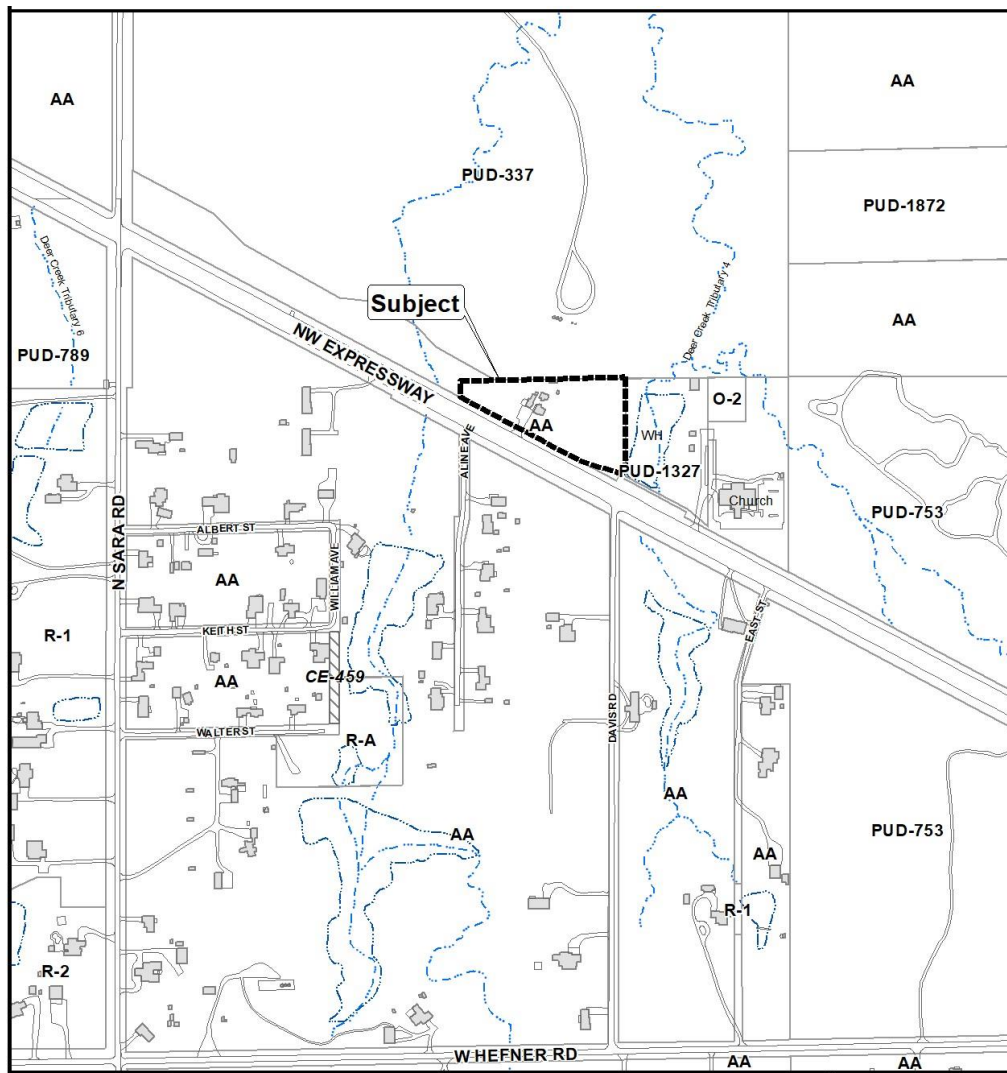 AA
AA
PUD-337
PUD-1872
Deer Creek Tributary 6
Deer Creek Tributary 4
Subject
NW EXPRESSWAY
AA
PUD-789
O-2
AA
WH
ALINE AVE
PUD-1327
Church
N SARA RD
PUD-753
ALBERT ST
WILLIAM AVE
AA
R-1
KEITH ST
EAST ST
CE-459
AA
DAVIS RD
WALTER ST
R-A
AA
AA
PUD-753
AA
R-1
R-2
W HEFNER RD
AA
AA